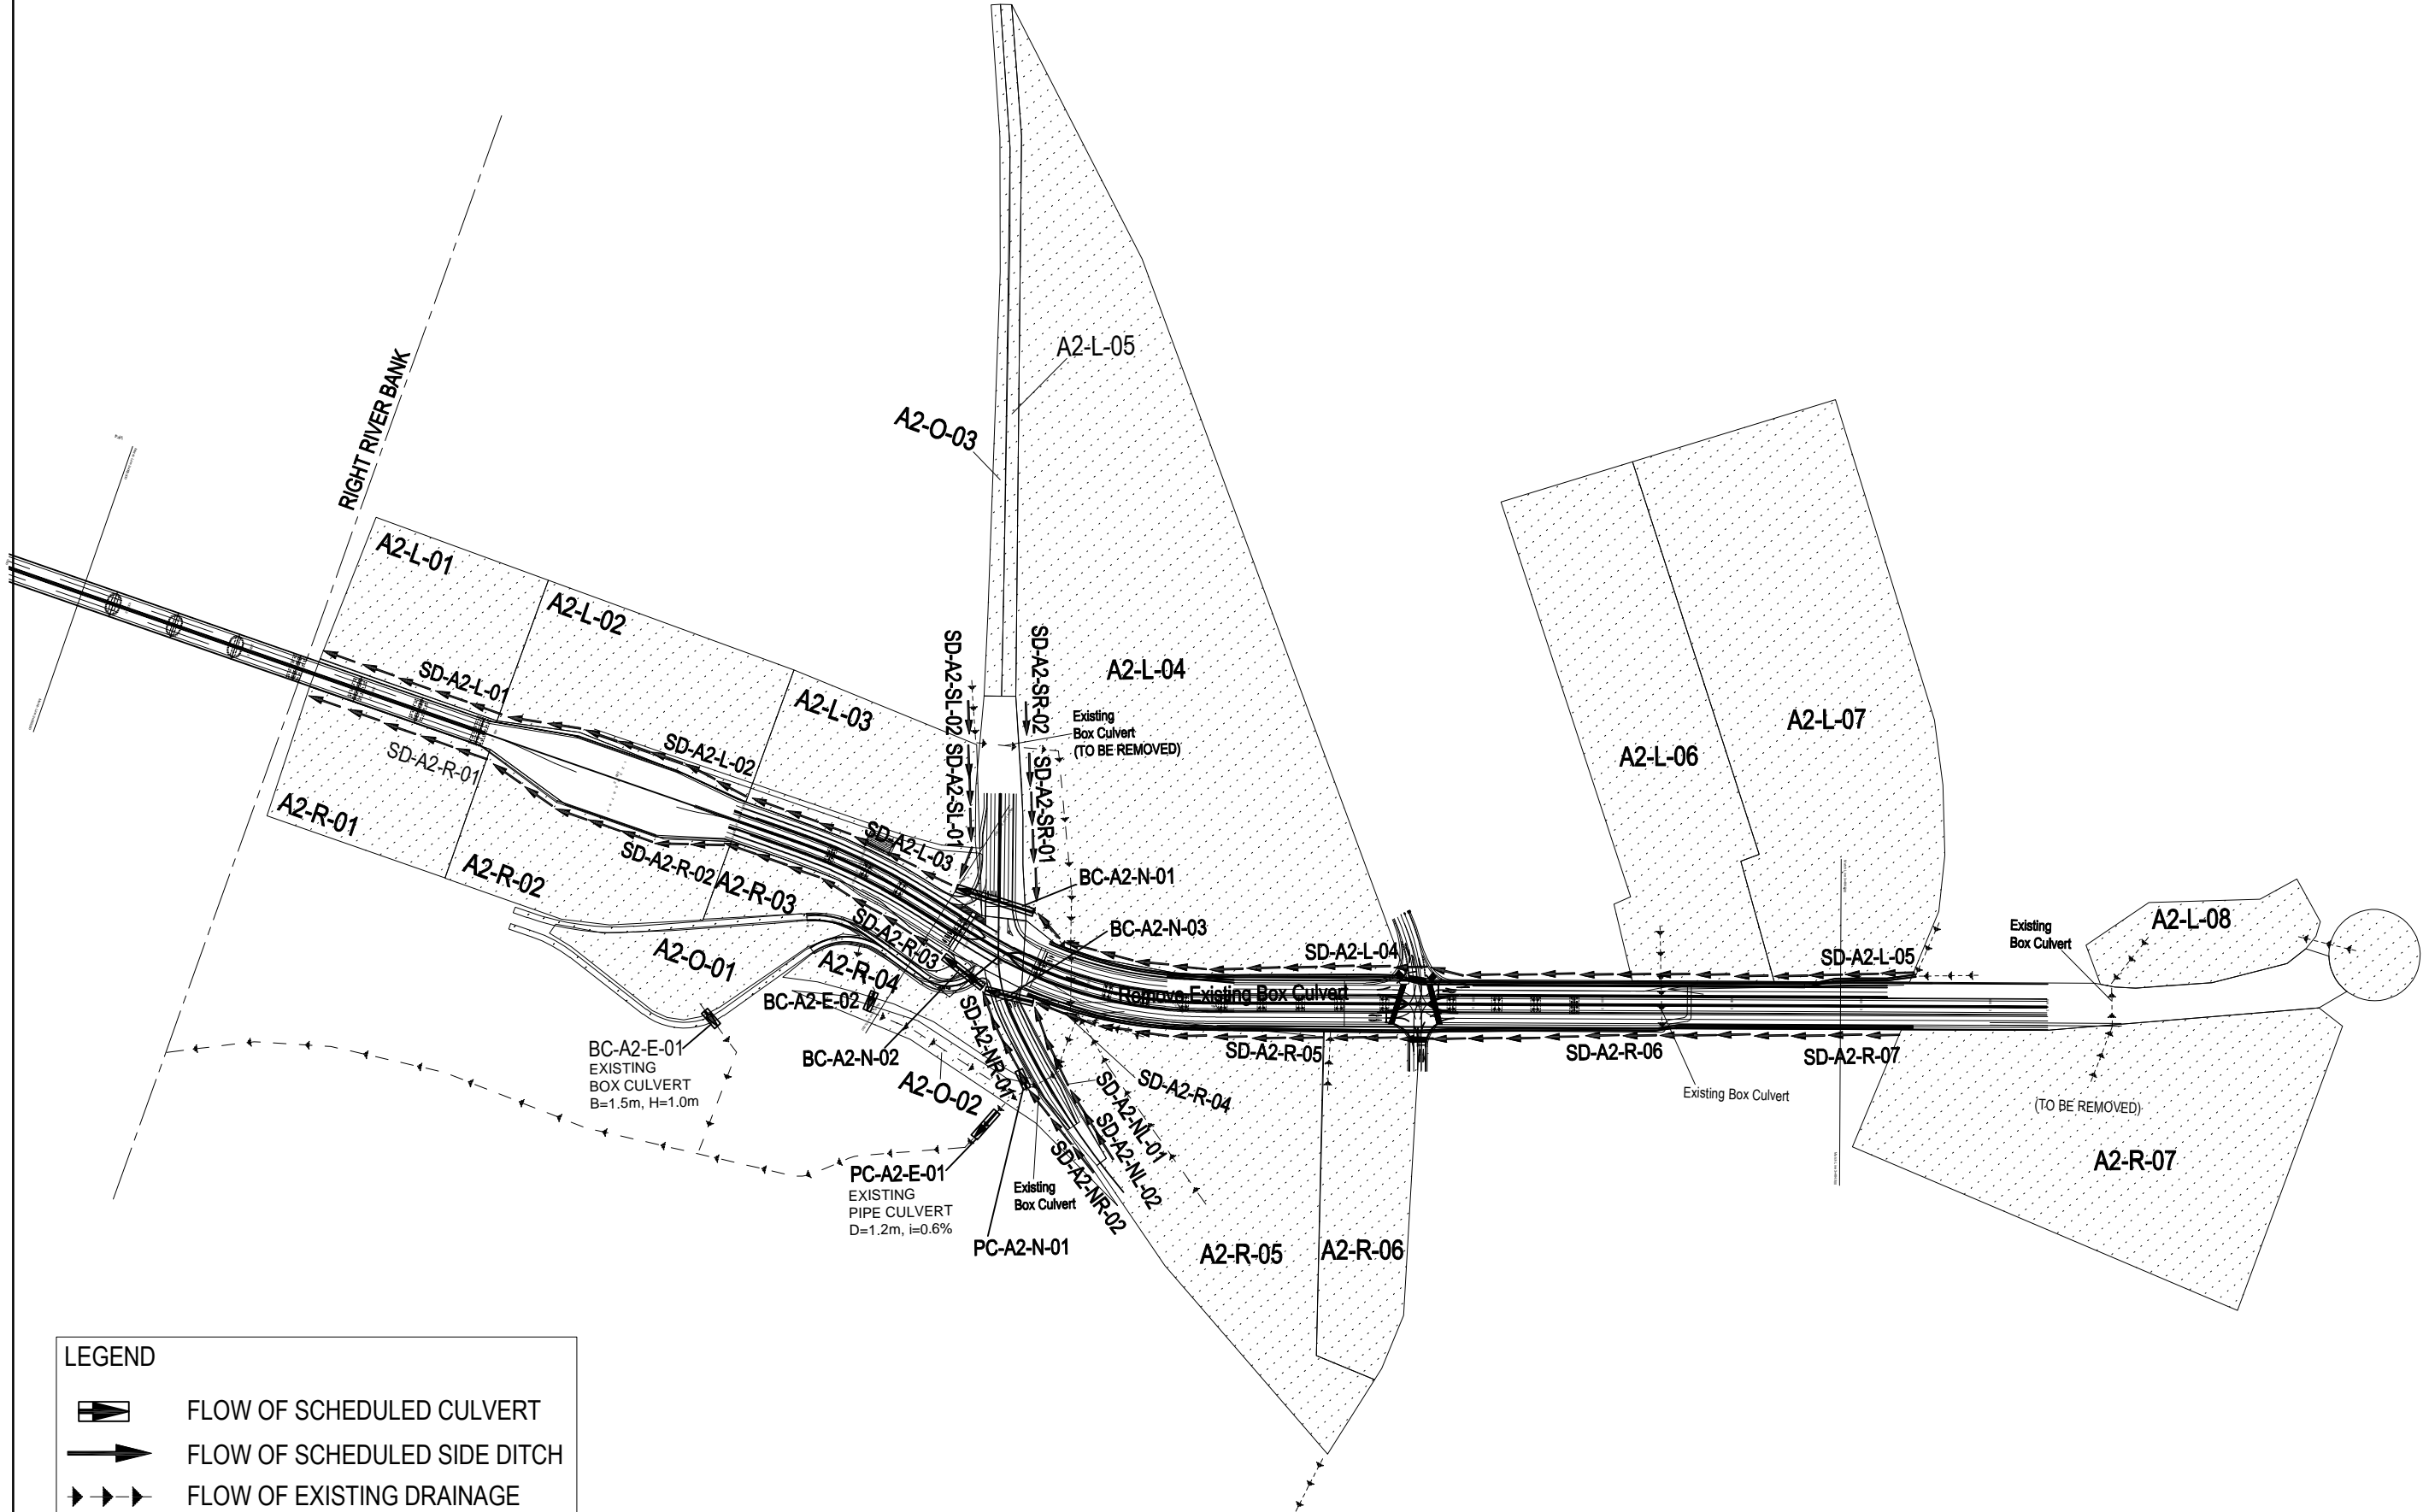 A2-L-05
A2-O-03
RIGHT RIVER BANK
A2-L-01
A2-L-02
A2-L-03
SD-A2-SL-02
SD-A2-SR-02
A2-L-04
Existing
Box Culvert
(TO BE REMOVED)
A2-L-06
A2-L-07
SD-A2-L-01
SD-A2-L-02
SD-A2-R-01
SD-A2-SL-01
SD-A2-SR-01
A2-R-01
A2-R-02
SD-A2-R-02
A2-R-03
SD-A2-L-03
BC-A2-N-01
BC-A2-N-03
SD-A2-R-03
A2-O-01
A2-R-04
SD-A2-L-04
SD-A2-L-05
Existing
Box Culvert
A2-L-08
Remove Existing Box Culvert
BC-A2-E-02
BC-A2-E-01
EXISTING
BOX CULVERT
B=1.5m, H=1.0m
BC-A2-N-02
SD-A2-NR-01
A2-O-02
SD-A2-R-05
SD-A2-R-06
SD-A2-R-07
SD-A2-R-04
SD-A2-NL-01
SD-A2-NL-02
SD-A2-NR-02
Existing Box Culvert
(TO BE REMOVED)
A2-R-07
PC-A2-E-01
EXISTING
PIPE CULVERT
D=1.2m, i=0.6%
Existing
Box Culvert
PC-A2-N-01
A2-R-05
A2-R-06
LEGEND
FLOW OF SCHEDULED CULVERT
FLOW OF SCHEDULED SIDE DITCH
FLOW OF EXISTING DRAINAGE